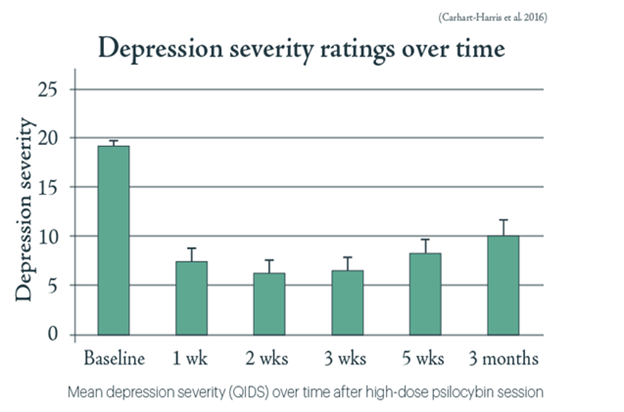 (Carhart-Harris et al. 2016)
Depression severity ratings over time
Depression severity
25
20
15
10
5
0
Baseline 1 wk 2 wks 3 wks 5 wks 3 months
Mean depression severity (QIDS) over time after high-dose psilocybin session